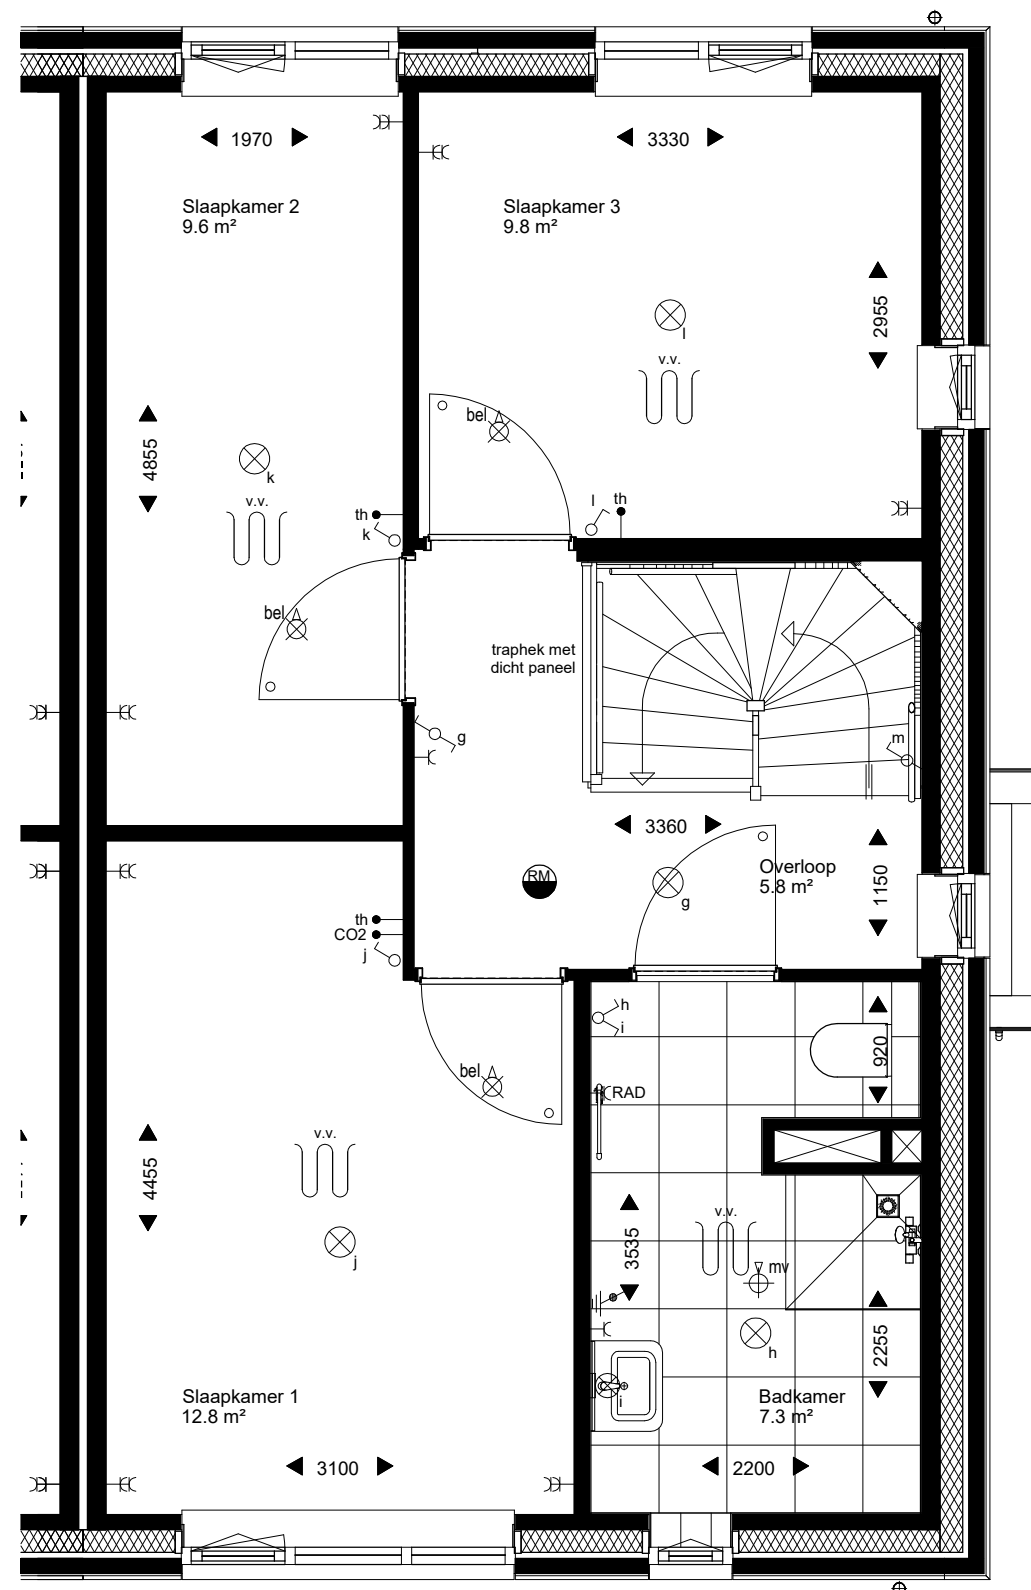 1970
3330
Slaapkamer 2
9.6 m²
Slaapkamer 3
9.8 m²
2955
l
v.v.
bel
4855
k
v.v.
th
k
l
th
bel
traphek met
dicht paneel
g
m
3360
Overloop
5.8 m²
1150
RM
g
th
CO2
j
h
i
920
bel
RAD
v.v.
4455
3535
v.v.
mv
j
h
2255
i
Slaapkamer 1
12.8 m²
Badkamer
7.3 m²
3100
2200